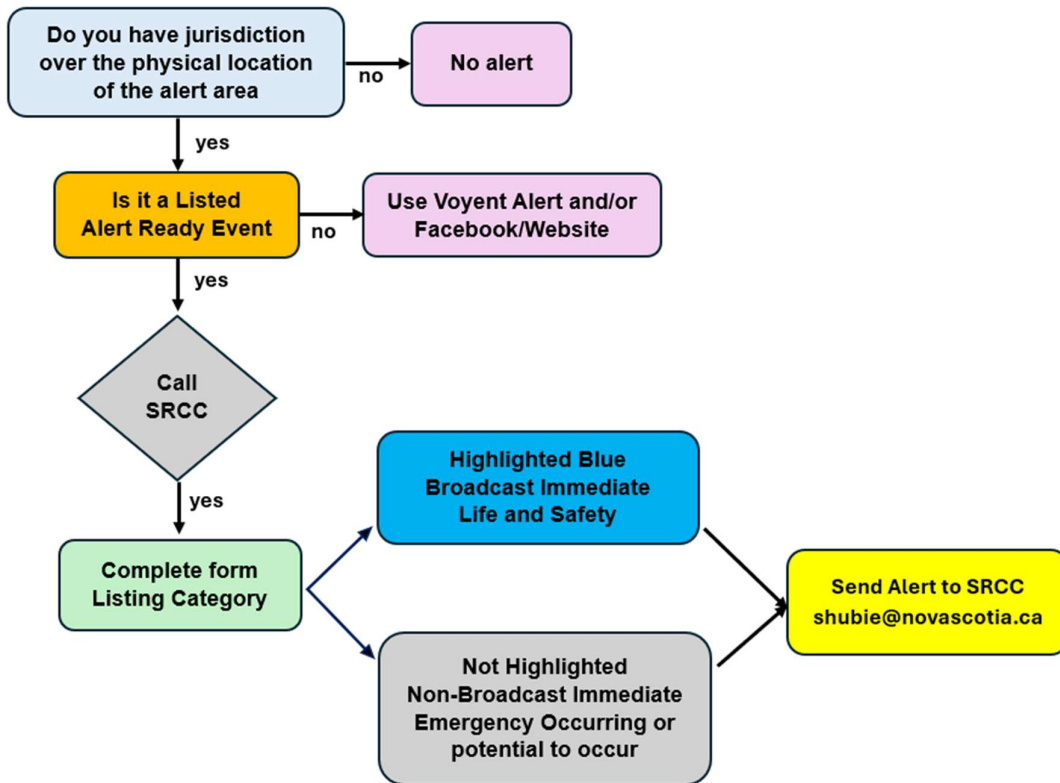 Do you have jurisdiction
over the physical location
of the alert area
no
No alert
yes
Is it a Listed
Alert Ready Event
no
Use Voyent Alert and/or
Facebook/Website
yes
Call
SRCC
yes
Complete form
Listing Category
Highlighted Blue
Broadcast Immediate
Life and Safety
Not Highlighted
Non-Broadcast Immediate
Emergency Occurring or
potential to occur
Send Alert to SRCC
shubie@novascotia.ca